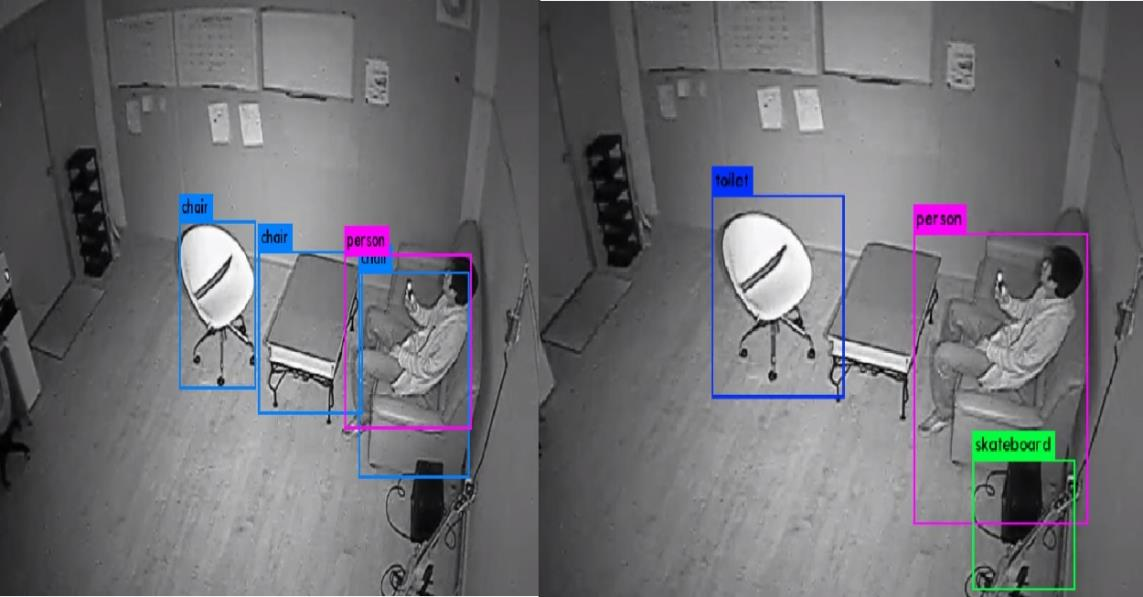 chair
chair
person
chair
toilet
person
skateboard